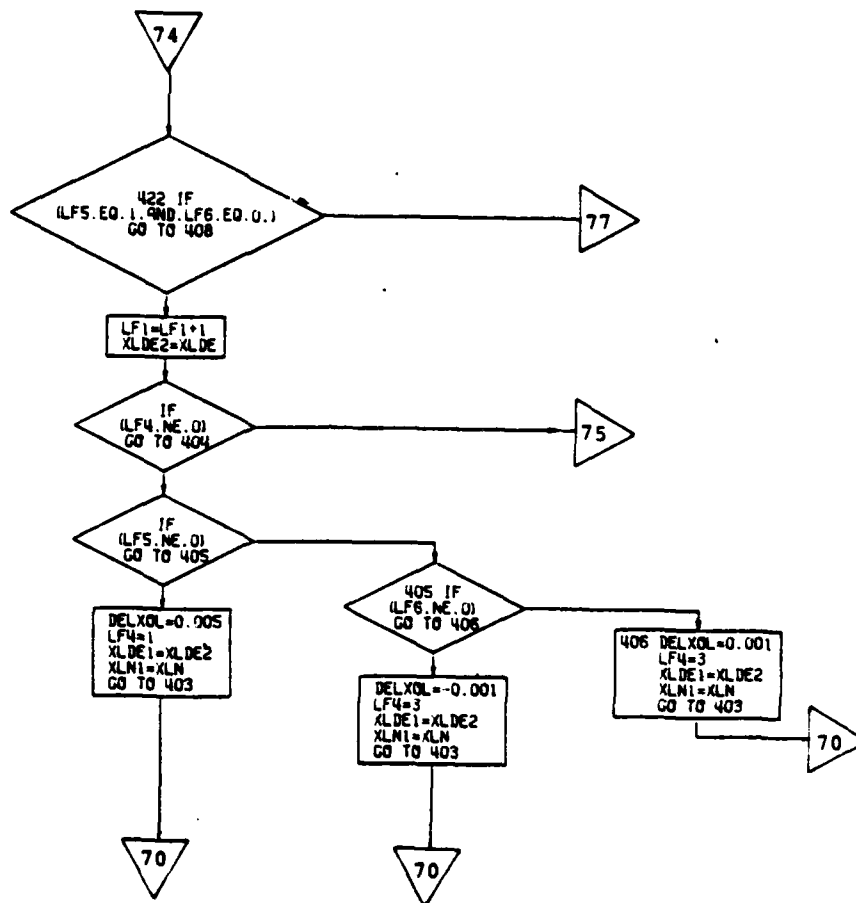 74
422 IF
(LF5.EQ.1.AND.LF6.EQ.0.)
GO TO 408
77
LF1=LF1+1
XLDE2=XLDE
IF
(LF4.NE.0)
GO TO 404
75
IF
(LF5.NE.0)
GO TO 405
405 IF
(LF6.NE.0)
GO TO 406
DELXOL=0.005
LF4=1
XLDE1=XLDE2
XLN1=XLN
GO TO 403
406 DELXOL=0.001
LF4=3
XLDE1=XLDE2
XLN1=XLN
GO TO 403
DELXOL=-0.001
LF4=3
XLDE1=XLDE2
XLN1=XLN
GO TO 403
70
70
70